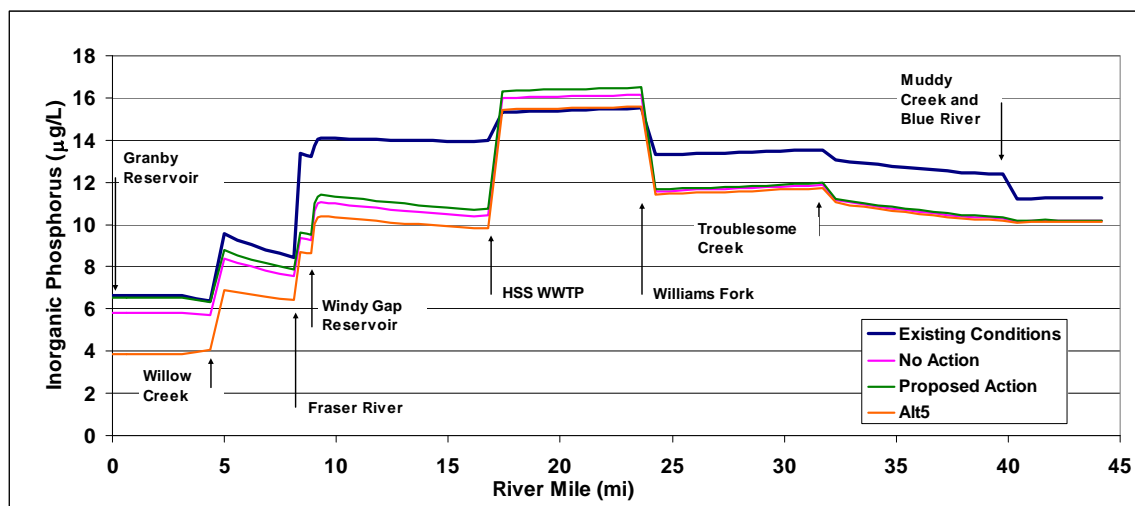 Inorganic Phosphorus (µg/L)
18
16
14
12
10
8
6
4
2
0
0
5
10
15
20
25
30
35
40
45
River Mile (mi)
Granby
Reservoir
Willow
Creek
Fraser River
Windy Gap
Reservoir
HSS WWTP
Williams Fork
Troublesome
Creek
Muddy
Creek and
Blue River
Existing Conditions
No Action
Proposed Action
Alt5